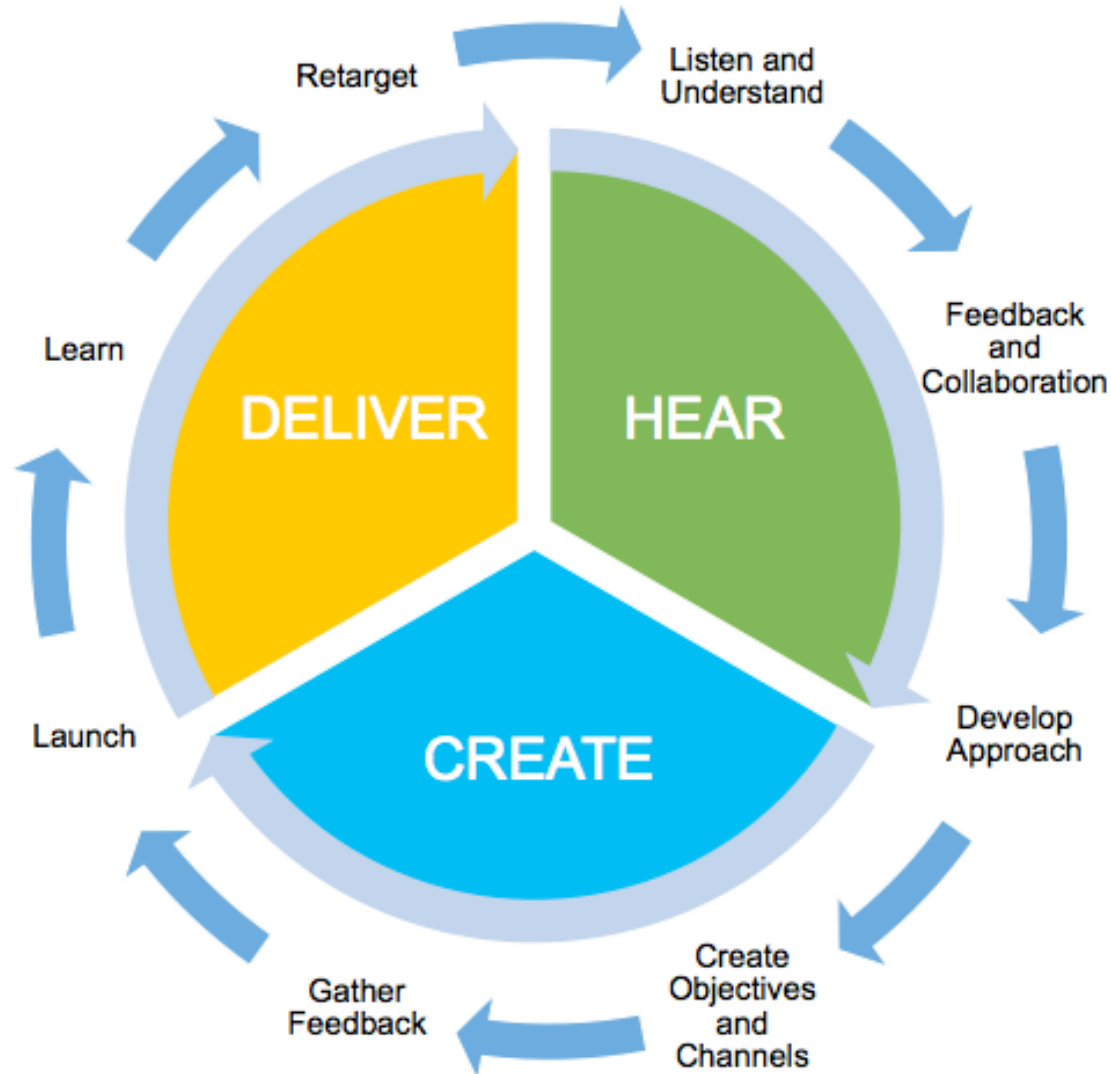 Retarget
Listen and
Understand
Feedback
and
Collaboration
Learn
DELIVER
HEAR
Launch
Develop
Approach
CREATE
Gather
Feedback
Create
Objectives
and
Channels